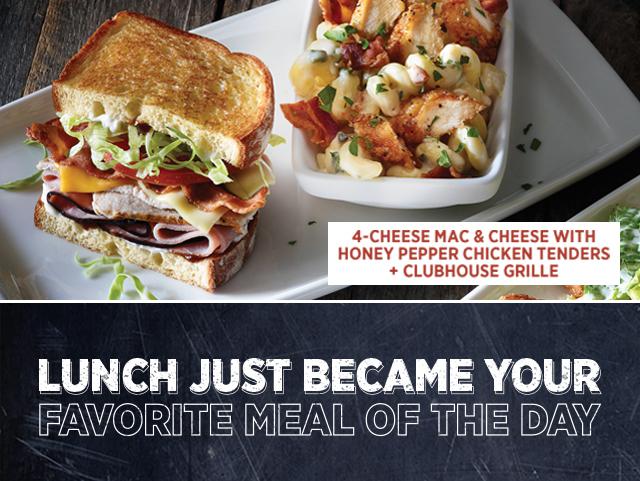 4-CHEESE MAC & CHEESE WITH
HONEY PEPPER CHICKEN TENDERS
+ CLUBHOUSE GRILLE
LUNCH JUST BECAME YOUR
FAVORITE MEAL OF THE DAY